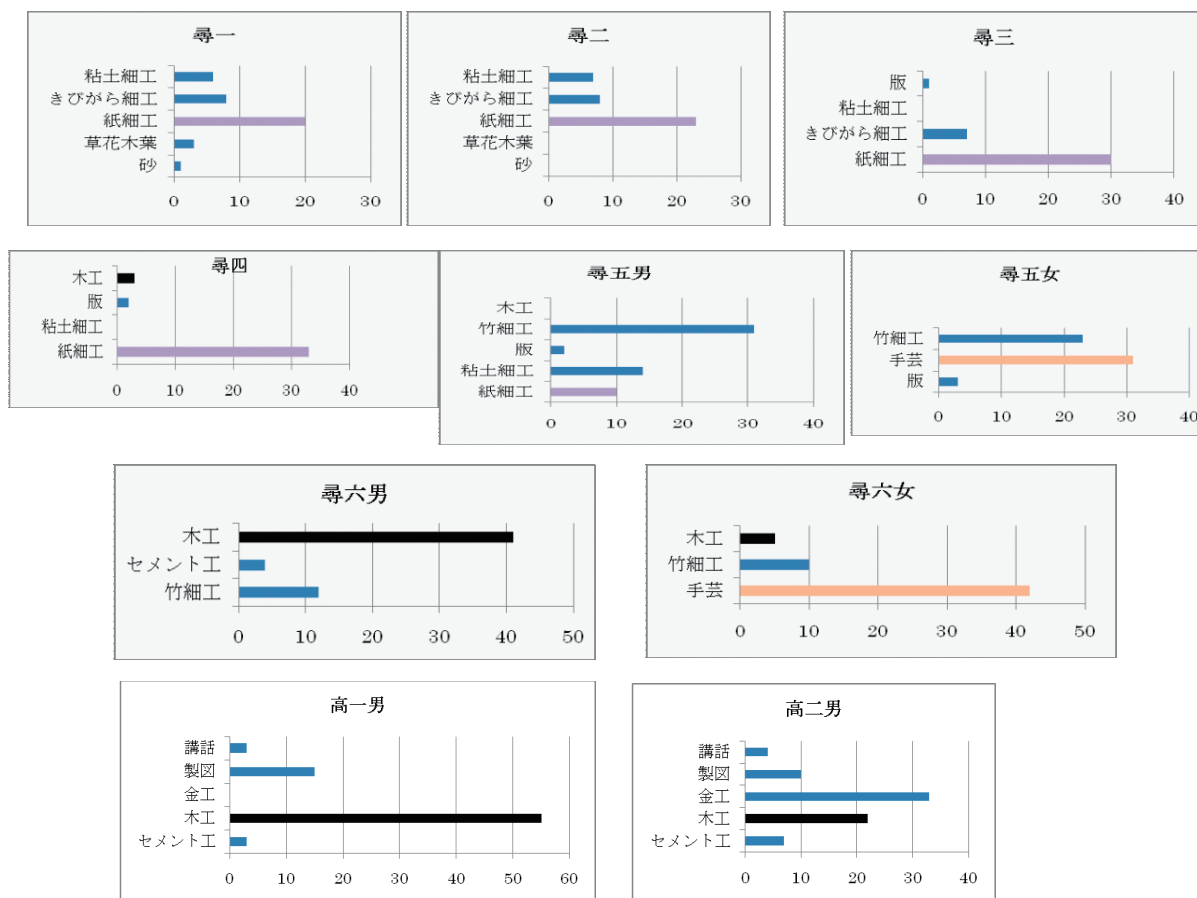 尋一
粘土細工
きびがら細工
紙細工
草花木葉
砂
0 10 20 30
尋二
粘土細工
きびがら細工
紙細工
草花木葉
砂
0 10 20 30
尋三
版
粘土細工
きびがら細工
紙細工
0 10 20 30 40
尋四
木工
版
粘土細工
紙細工
0 10 20 30 40
尋五男
木工
竹細工
版
粘土細工
紙細工
0 10 20 30 40
尋五女
竹細工
手芸
版
0 10 20 30 40
尋六男
木工
セメント工
竹細工
0 10 20 30 40 50
尋六女
木工
竹細工
手芸
0 10 20 30 40 50
高一男
講話
製図
金工
木工
セメント工
0 10 20 30 40 50 60
高二男
講話
製図
金工
木工
セメント工
0 10 20 30 40